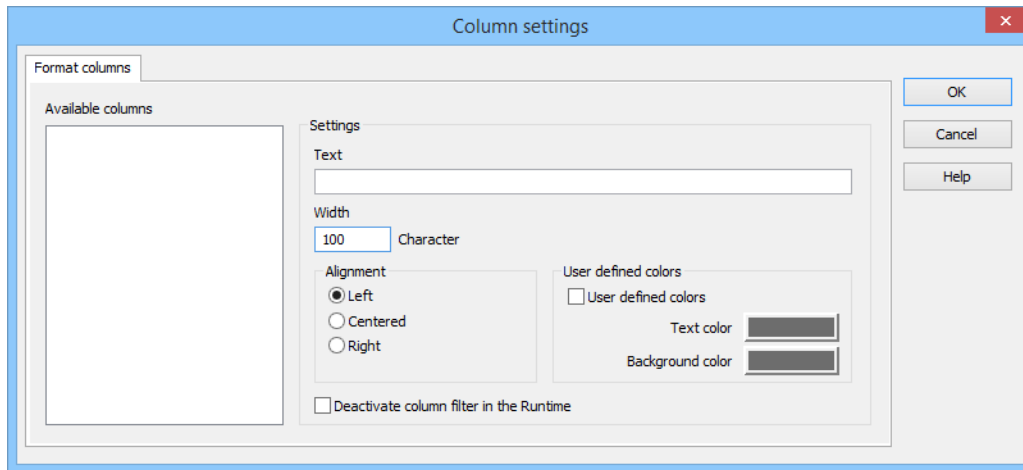 Column settings
Format columns
Available columns
Settings
Text
Width
100 Character
Alignment
Left
Centered
Right
User defined colors
User defined colors
Text color
Background color
Deactivate column filter in the Runtime
OK
Cancel
Help